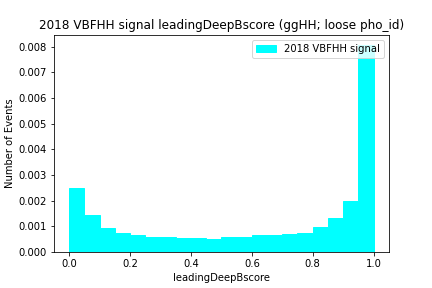 2018 VBFHH signal leadingDeepBscore (ggHH; loose pho_id)
2018 VBFHH signal
Number of Events
0.008
0.007
0.006
0.005
0.004
0.003
0.002
0.001
0.000
0.0 0.2 0.4 0.6 0.8 1.0
leadingDeepBscore